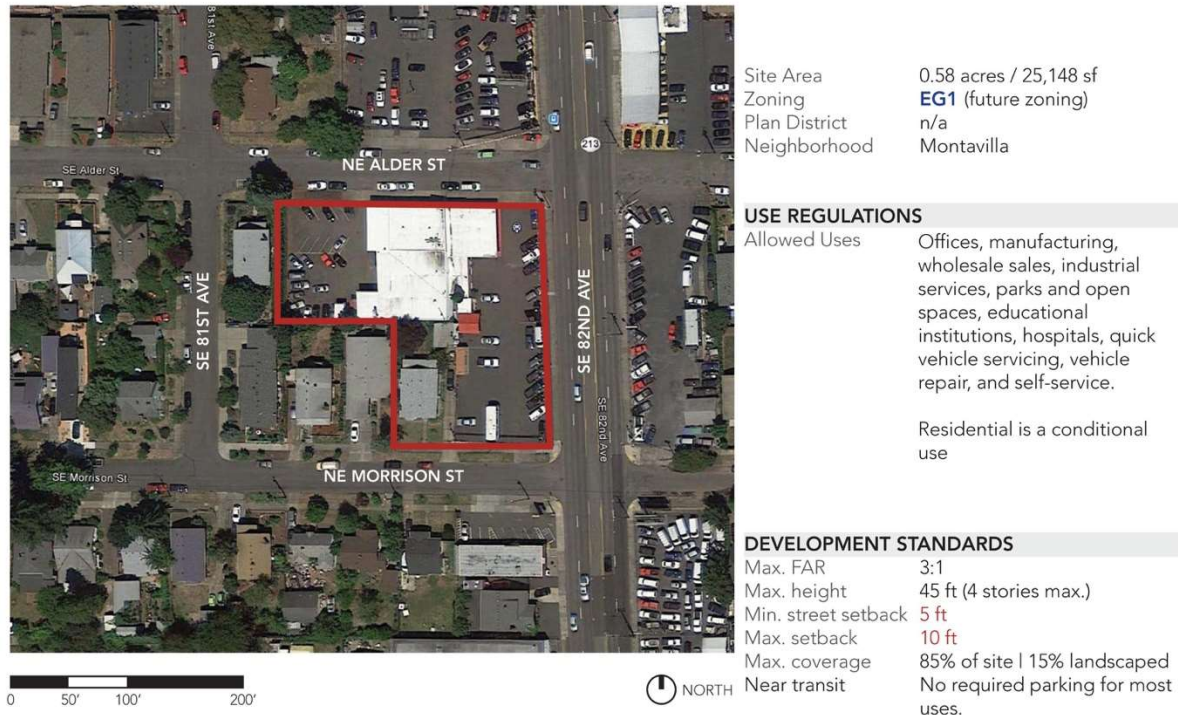 81st Ave
213
NE ALDER ST
SE Alder St
SE 81ST AVE
SE 82ND AVE
SE 82nd Ave
SE Morrison St
NE MORRISON ST
0 50' 100' 200'
NORTH
Site Area 0.58 acres / 25,148 sf
Zoning EG1 (future zoning)
Plan District n/a
Neighborhood Montavilla
USE REGULATIONS
Allowed Uses Offices, manufacturing,
wholesale sales, industrial
services, parks and open
spaces, educational
institutions, hospitals, quick
vehicle servicing, vehicle
repair, and self-service.
Residential is a conditional
use
DEVELOPMENT STANDARDS
Max. FAR 3:1
Max. height 45 ft (4 stories max.)
Min. street setback 5 ft
Max. setback 10 ft
Max. coverage 85% of site | 15% landscaped
Near transit No required parking for most
uses.